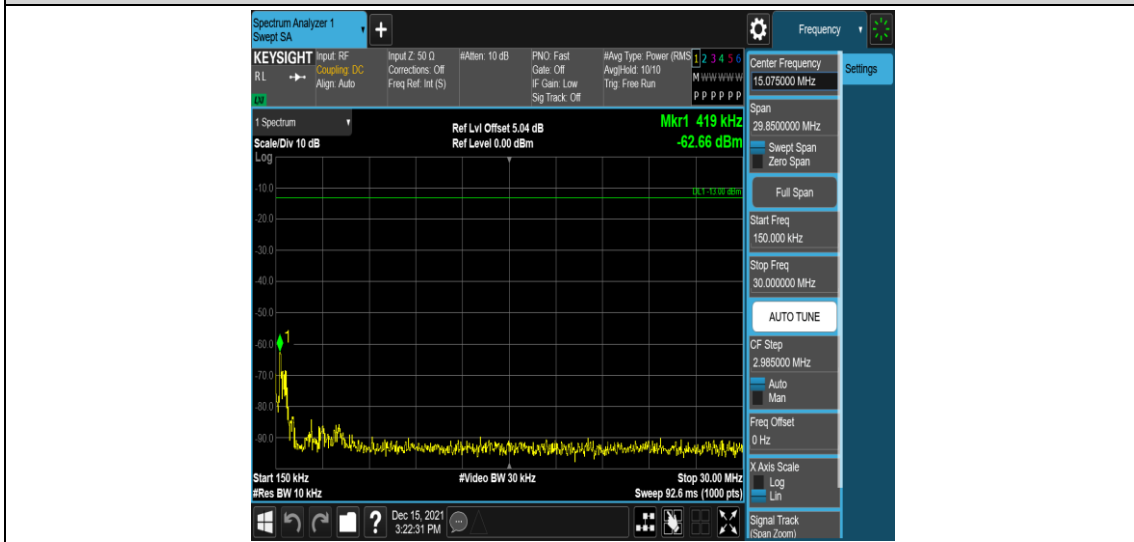 Spectrum Analyzer 1
Swept SA
+
Frequency
KEYSIGHT
RL
LXI
Input: RF
Coupling: DC
Align: Auto
Input Z: 50 Ω
Corrections: Off
Freq Ref: Int (S)
#Atten: 10 dB
PNO: Fast
Gate: Off
IF Gain: Low
Sig Track: Off
#Avg Type: Power (RMS
Avg|Hold: 10/10
Trig: Free Run
1 2 3 4 5 6
M W W W W W
P P P P P P
1 Spectrum
Scale/Div 10 dB
Log
Ref Lvl Offset 5.04 dB
Ref Level 0.00 dBm
Mkr1 419 kHz
-62.66 dBm
DL1 -13.00 dBm
-10.0
-20.0
-30.0
-40.0
-50.0
-60.0
-70.0
-80.0
-90.0
1
Start 150 kHz
#Res BW 10 kHz
#Video BW 30 kHz
Stop 30.00 MHz
Sweep 92.6 ms (1000 pts)
Center Frequency
15.075000 MHz
Settings
Span
29.8500000 MHz
Swept Span
Zero Span
Full Span
Start Freq
150.000 kHz
Stop Freq
30.000000 MHz
AUTO TUNE
CF Step
2.985000 MHz
Auto
Man
Freq Offset
0 Hz
X Axis Scale
Log
Lin
Signal Track
(Span Zoom)
?
Dec 15, 2021
3:22:31 PM